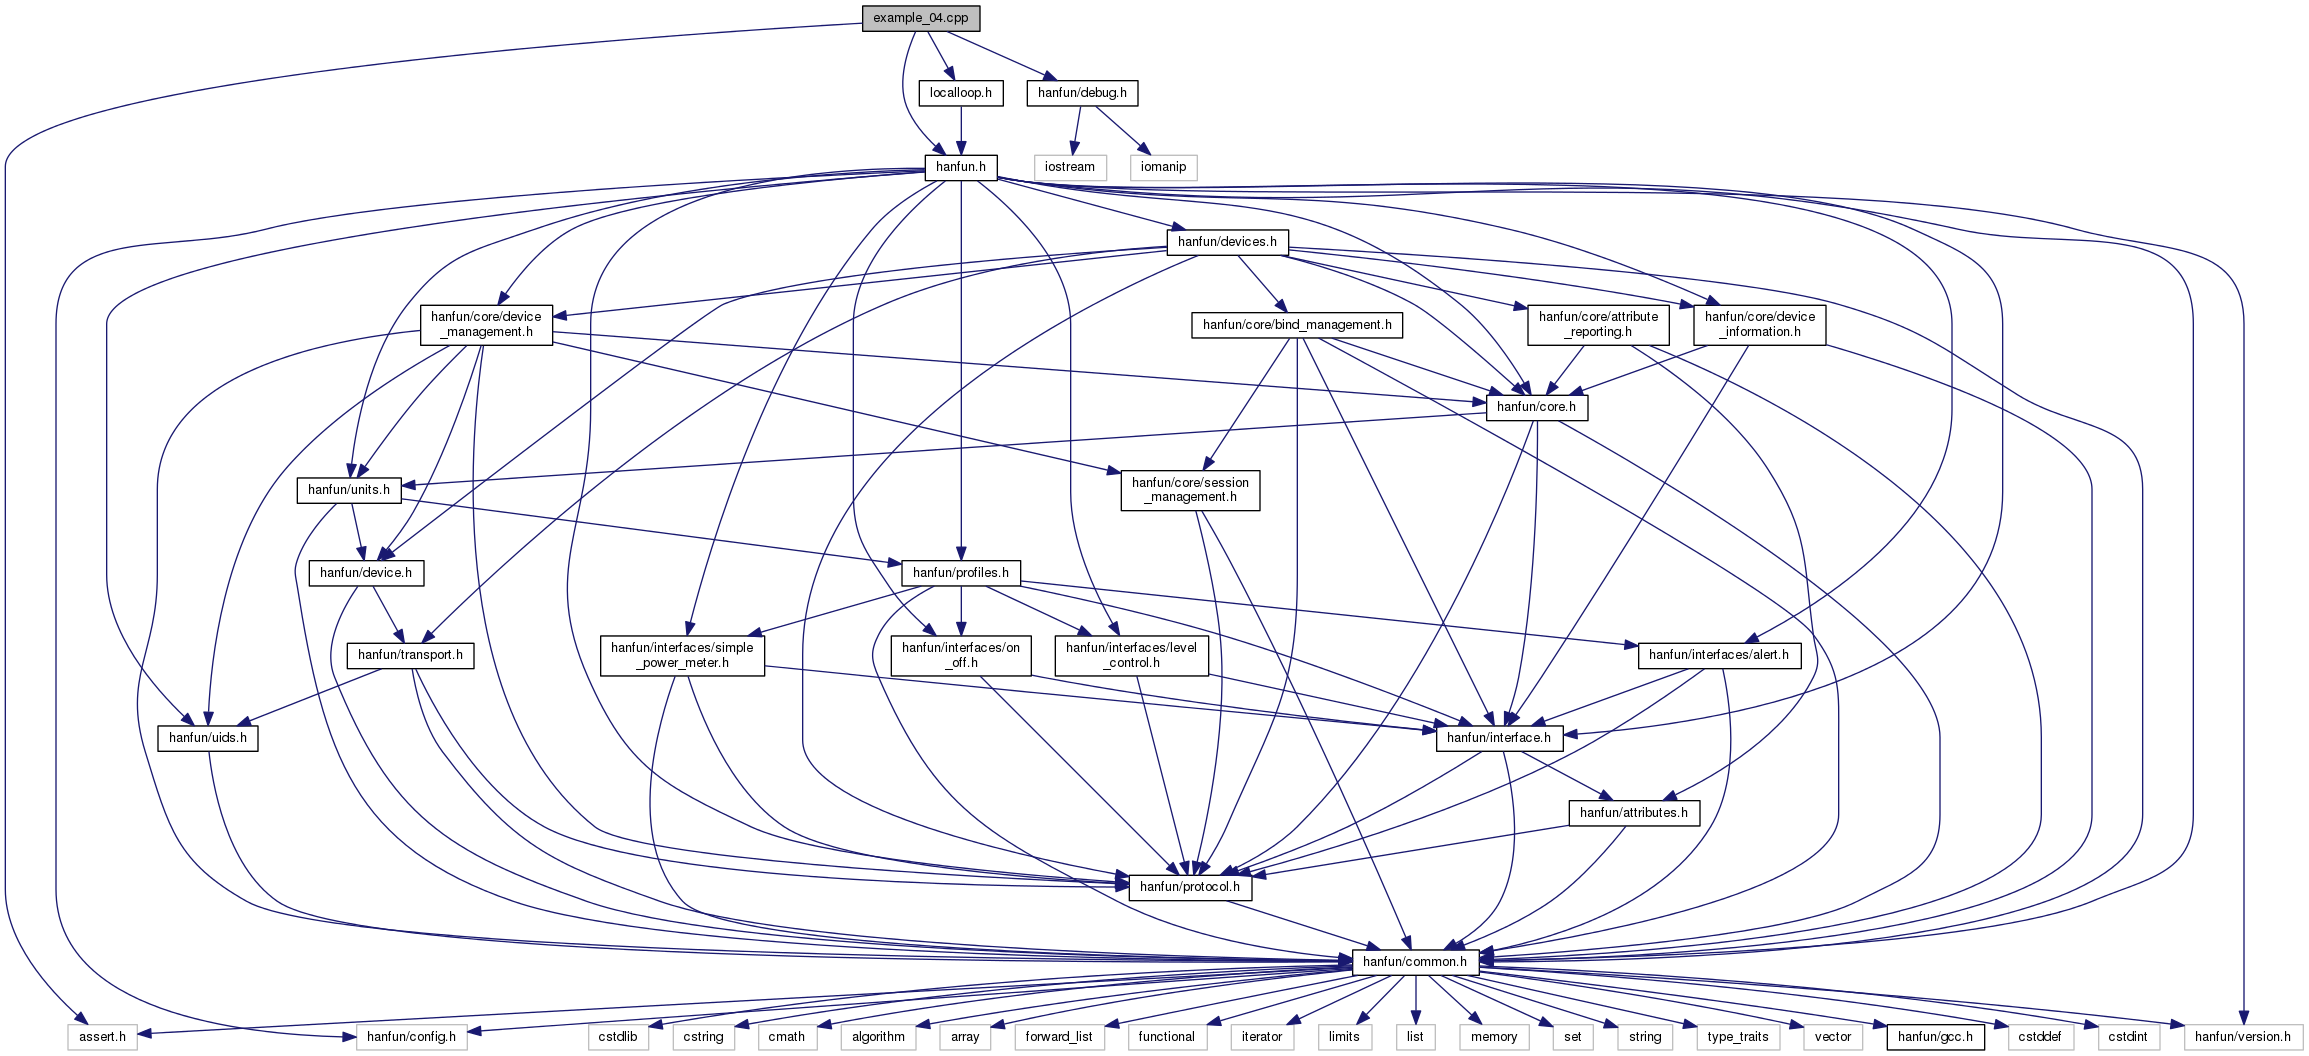 example_04.cpp
localloop.h
hanfun/debug.h
hanfun.h
iostream
iomanip
hanfun/devices.h
hanfun/core/device
_management.h
hanfun/core/bind_management.h
hanfun/core/attribute
_reporting.h
hanfun/core/device
_information.h
hanfun/core.h
hanfun/units.h
hanfun/core/session
_management.h
hanfun/device.h
hanfun/profiles.h
hanfun/transport.h
hanfun/interfaces/simple
_power_meter.h
hanfun/interfaces/on
_off.h
hanfun/interfaces/level
_control.h
hanfun/interfaces/alert.h
hanfun/uids.h
hanfun/interface.h
hanfun/attributes.h
hanfun/protocol.h
hanfun/common.h
assert.h
hanfun/config.h
cstdlib
cstring
cmath
algorithm
array
forward_list
functional
iterator
limits
list
memory
set
string
type_traits
vector
hanfun/gcc.h
cstddef
cstdint
hanfun/version.h